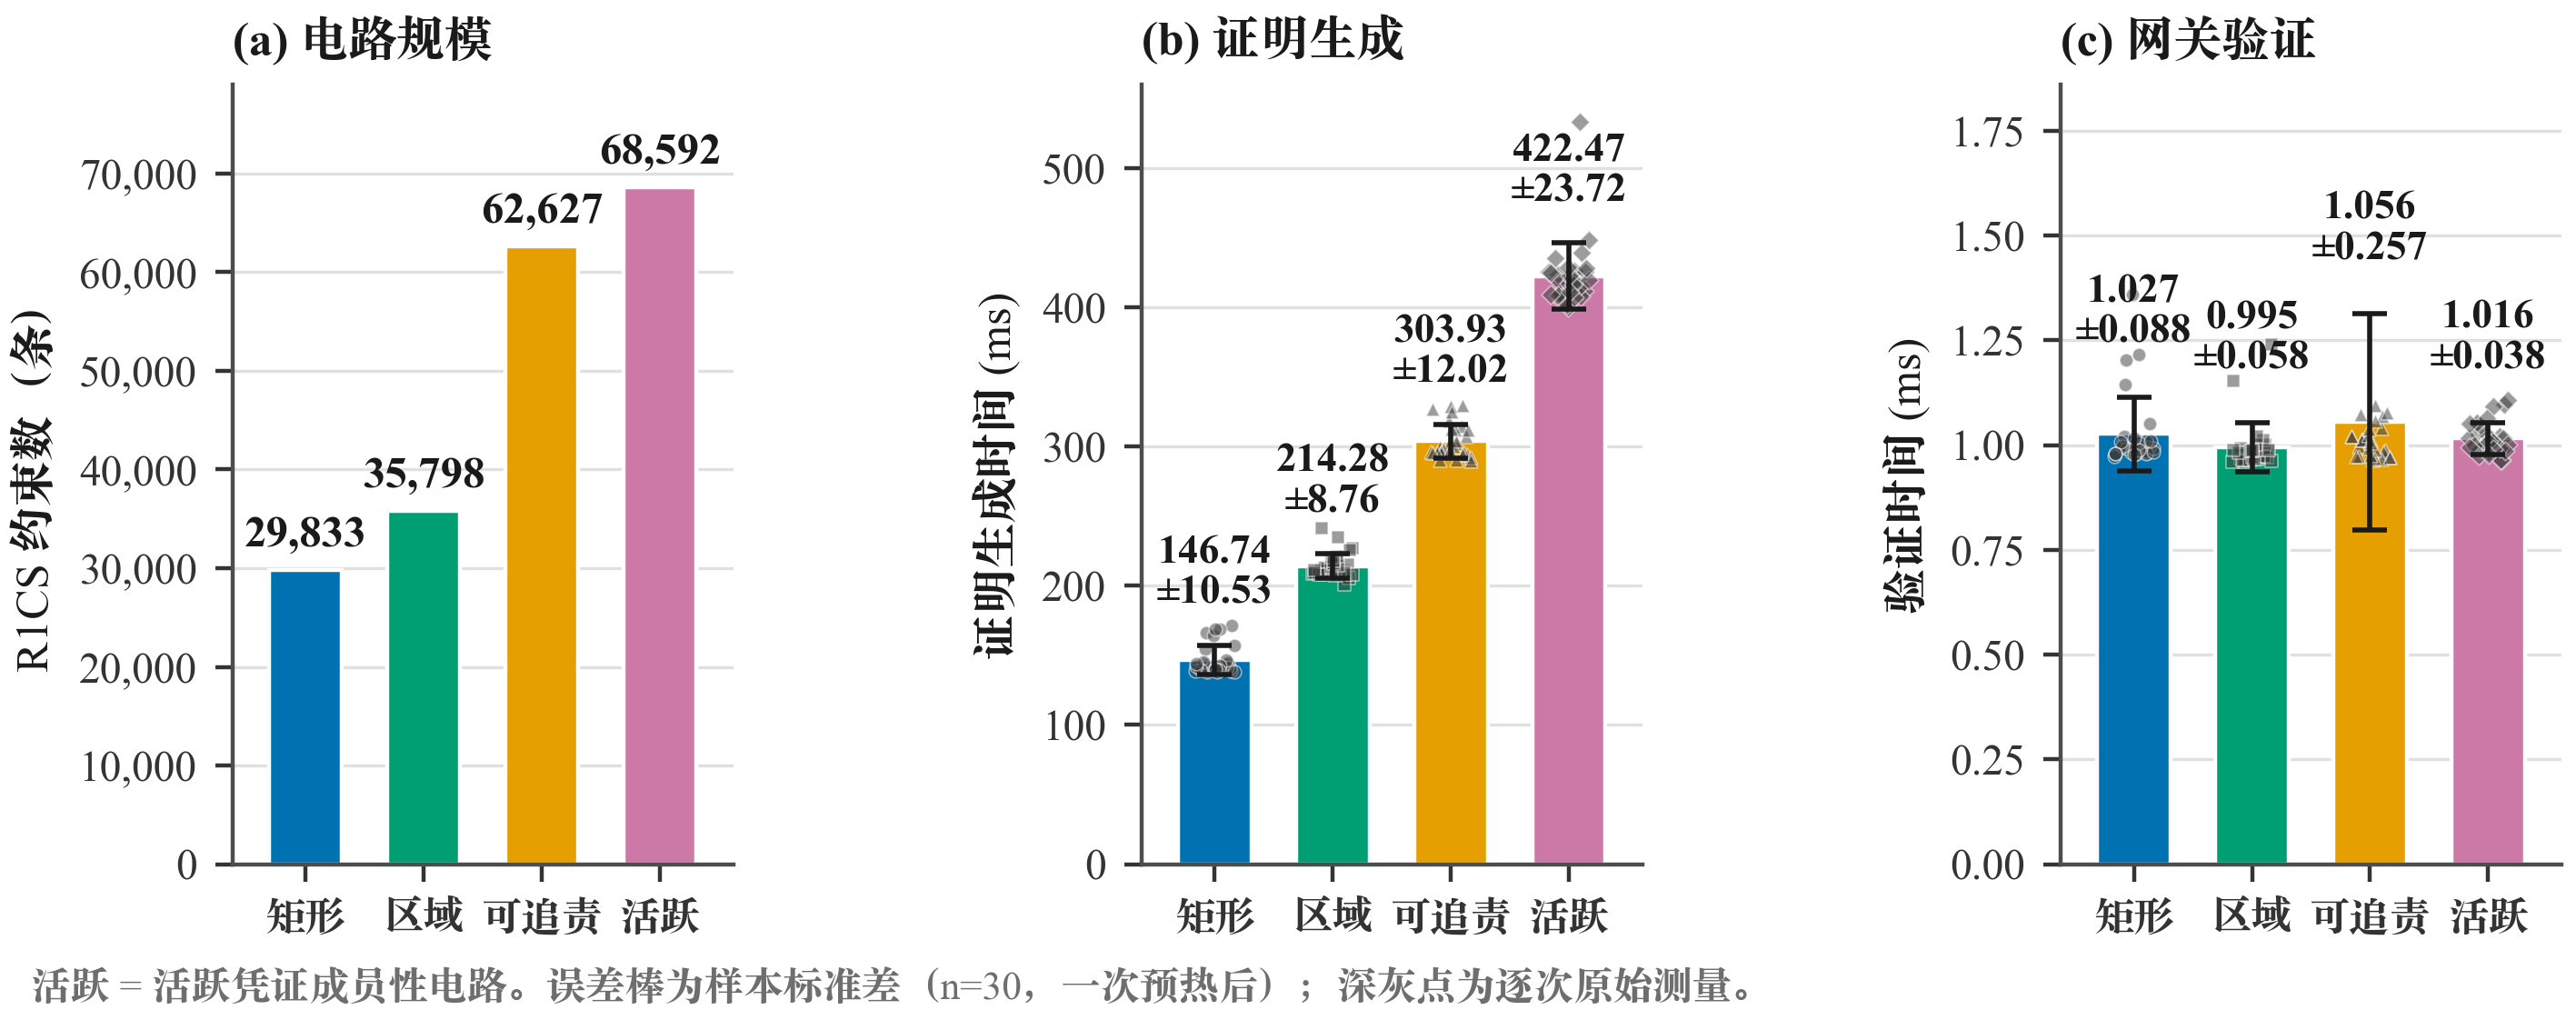 (a) 电路规模
R1CS 约束数（条）
70,000
60,000
50,000
40,000
30,000
20,000
10,000
0
29,833
35,798
62,627
68,592
矩形
区域
可追责
活跃
(b) 证明生成
证明生成时间 (ms)
500
400
300
200
100
0
146.74
±10.53
214.28
±8.76
303.93
±12.02
422.47
±23.72
矩形
区域
可追责
活跃
(c) 网关验证
验证时间 (ms)
1.75
1.50
1.25
1.00
0.75
0.50
0.25
0.00
1.027
±0.088
0.995
±0.058
1.056
±0.257
1.016
±0.038
矩形
区域
可追责
活跃
活跃 = 活跃凭证成员性电路。误差棒为样本标准差（n=30，一次预热后）；深灰点为逐次原始测量。